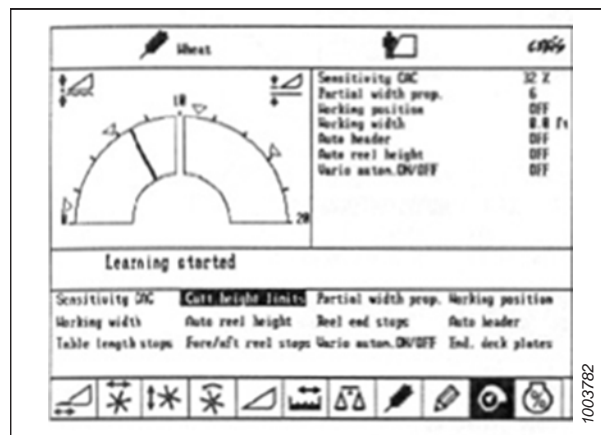 Wheat
Sensitivity CAC 32 %
Partial width prop. 6
Working position OFF
Working width 0.0 ft
Auto header OFF
Auto reel height OFF
Vario autom.ON/OFF OFF
10
0
20
Learning started
Sensitivity CAC Cutt.height limits Partial width prop. Working position
Working width Auto reel height Reel end stops Auto header
Table length stops Fore/aft reel stops Vario autom.ON/OFF End. deck plates
%
1003782